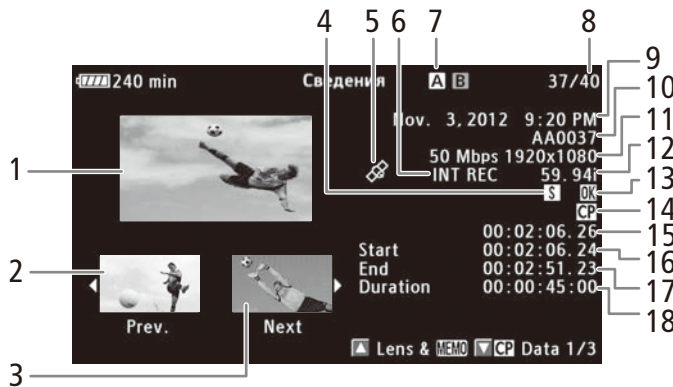 4 5 6 7 8
240 min Сведения A B 37/40
9
Nov. 3, 2012 9:20 PM
10
AA0037
11
50 Mbps 1920x1080
12
INT REC 59.94i
13
S OK
14
CP
15
00:02:06.26
16
Start 00:02:06.24
17
End 00:02:51.23
18
Duration 00:00:45:00
1
2
3
Prev. Next
Lens & MEMO CP Data 1/3